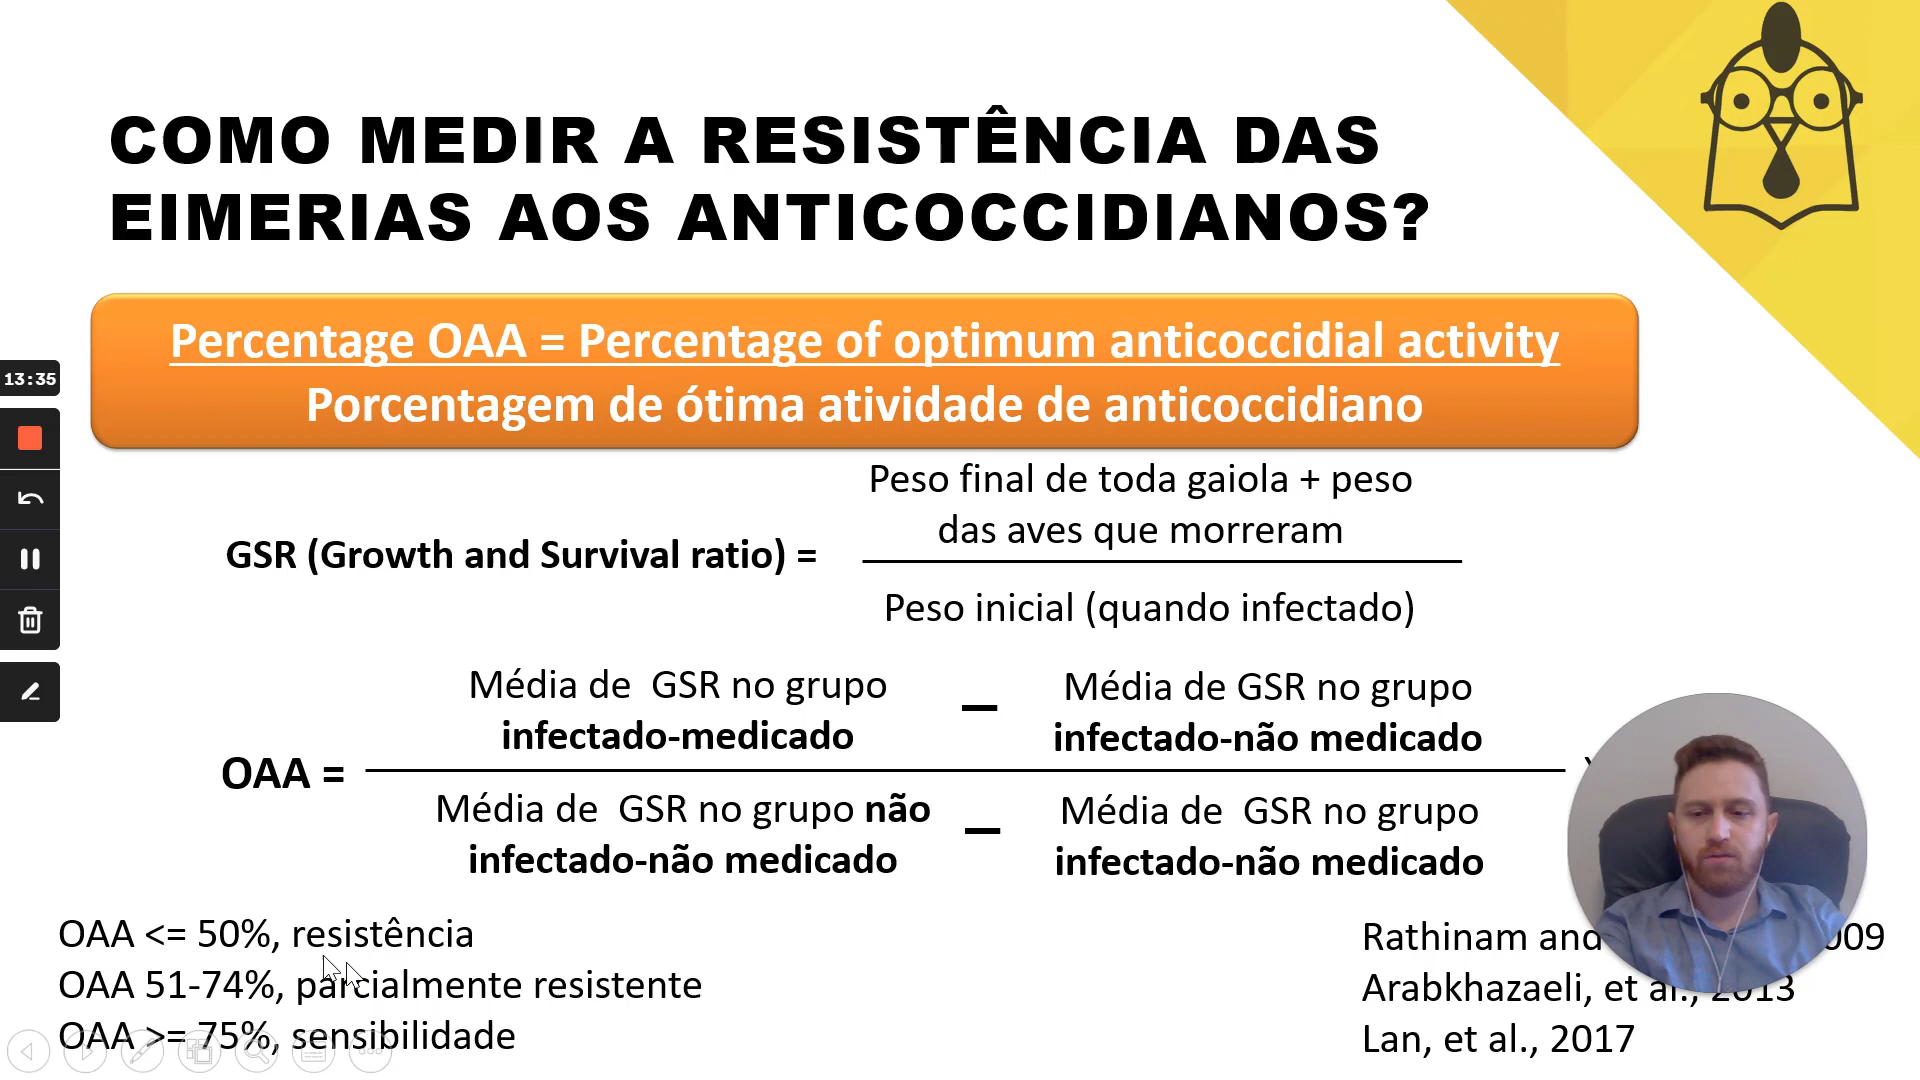 COMO MEDIR A RESISTÊNCIA DAS
EIMERIAS AOS ANTICOCCIDIANOS?
Percentage OAA = Percentage of optimum anticoccidial activity
Porcentagem de ótima atividade de anticoccidiano
13:35
Peso final de toda gaiola + peso
das aves que morreram
GSR (Growth and Survival ratio) =
Peso inicial (quando infectado)
Média de GSR no grupo
infectado-medicado
–
Média de GSR no grupo
infectado-não medicado
OAA =
Média de GSR no grupo não
infectado-não medicado
–
Média de GSR no grupo
infectado-não medicado
OAA <= 50%, resistência
OAA 51-74%, parcialmente resistente
OAA >= 75%, sensibilidade
Rathinam and
Arabkhazaeli, et al., 2013
Lan, et al., 2017